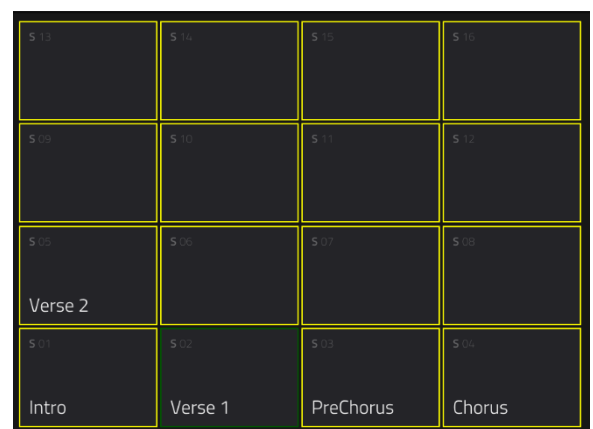 S 13
S 14
S 15
S 16
S 09
S 10
S 11
S 12
S 05
Verse 2
S 06
S 07
S 08
S 01
Intro
S 02
Verse 1
S 03
PreChorus
S 04
Chorus